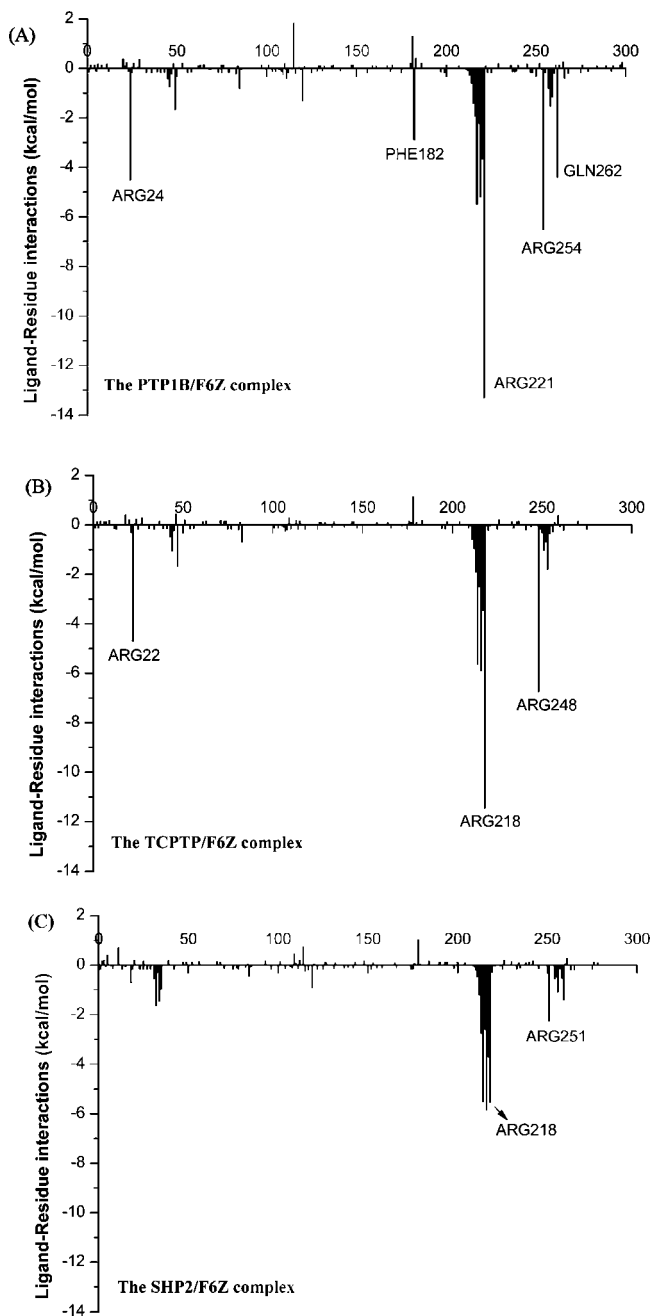 (A)
2
0
-2
-4
-6
-8
-10
-12
-14
0 50 100 150 200 250 300
Ligand-Residue interactions (kcal/mol)
ARG24
PHE182
GLN262
ARG254
ARG221
The PTP1B/F6Z complex
(B)
2
0
-2
-4
-6
-8
-10
-12
-14
0 50 100 150 200 250 300
Ligand-Residue interactions (kcal/mol)
ARG22
ARG248
ARG218
The TCPTP/F6Z complex
(C)
2
0
-2
-4
-6
-8
-10
-12
-14
0 50 100 150 200 250 300
Ligand-Residue interactions (kcal/mol)
ARG251
ARG218
The SHP2/F6Z complex